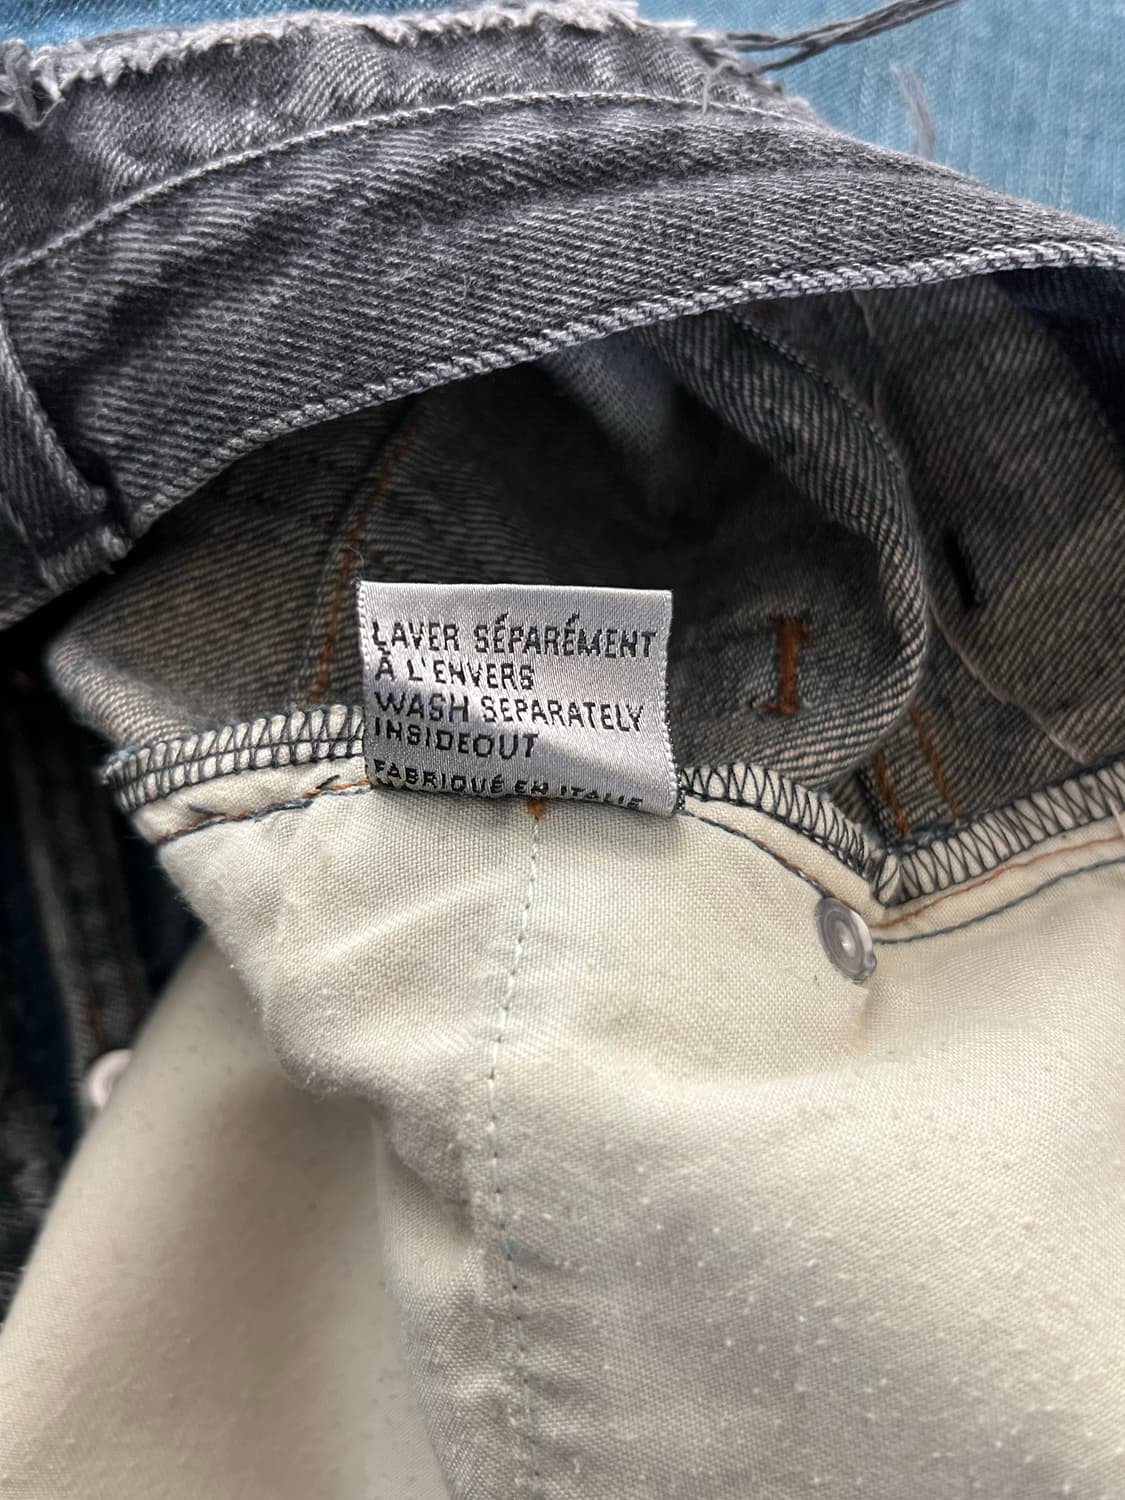 LAVER SÉPARÉMENT
À L'ENVERS
WASH SEPARATELY
INSIDEOUT
FABRIQUÉ EN ITALIE